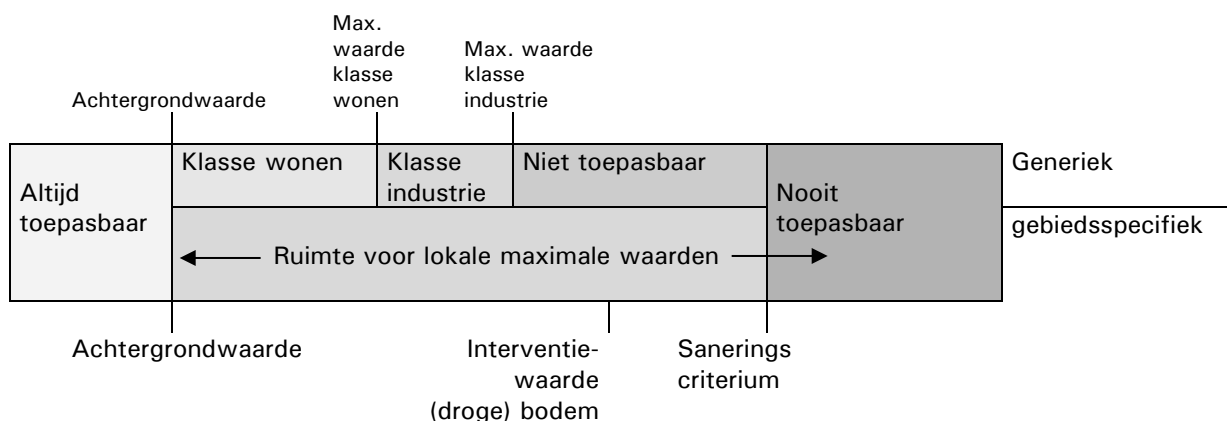 Max.
waarde
klasse
wonen
Max. waarde
klasse
industrie
Achtergrondwaarde
Altijd
toepasbaar
Klasse wonen
Klasse
industrie
Niet toepasbaar
Nooit
toepasbaar
Generiek
gebiedsspecifiek
Ruimte voor lokale maximale waarden
Achtergrondwaarde
Interventie-
waarde
(droge) bodem
Sanerings
criterium